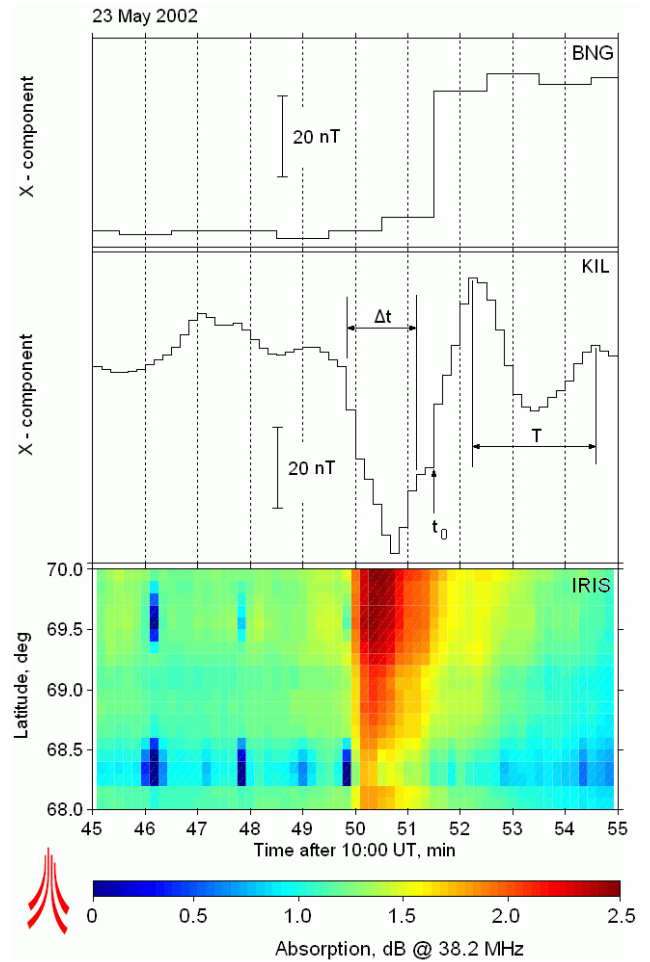 23 May 2002
BNG
X - component
20 nT
KIL
X - component
Δt
20 nT
T
t0
IRIS
Latitude, deg
70.0
69.5
69.0
68.5
68.0
45 46 47 48 49 50 51 52 53 54 55
Time after 10:00 UT, min
0 0.5 1.0 1.5 2.0 2.5
Absorption, dB @ 38.2 MHz